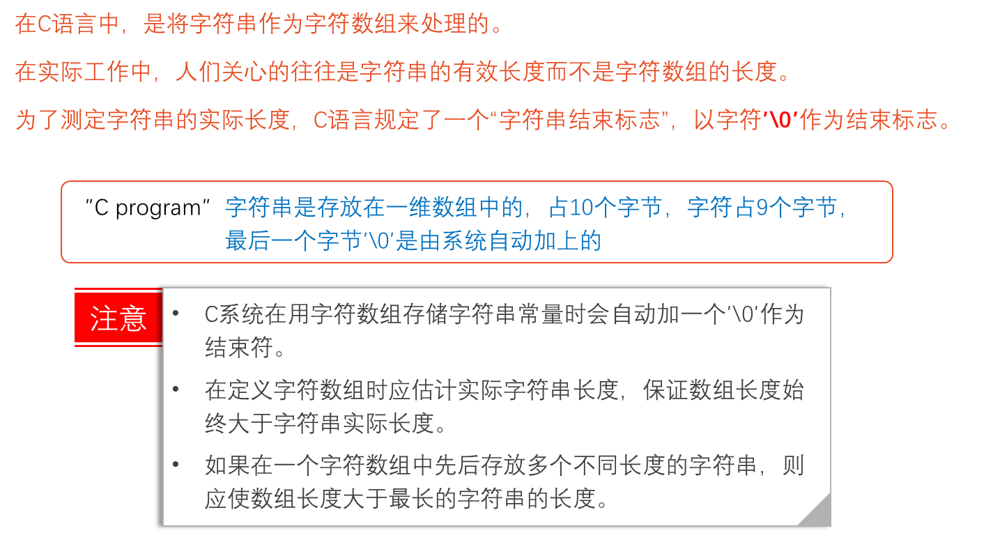 在C语言中，是将字符串作为字符数组来处理的。
在实际工作中，人们关心的往往是字符串的有效长度而不是字符数组的长度。
为了测定字符串的实际长度，C语言规定了一个“字符串结束标志”，以字符'\0'作为结束标志。
"C program" 字符串是存放在一维数组中的，占10个字节，字符占9个字节，
最后一个字节'\0'是由系统自动加上的
注意
• C系统在用字符数组存储字符串常量时会自动加一个'\0'作为
结束符。
• 在定义字符数组时应估计实际字符串长度，保证数组长度始
终大于字符串实际长度。
• 如果在一个字符数组中先后存放多个不同长度的字符串，则
应使数组长度大于最长的字符串的长度。